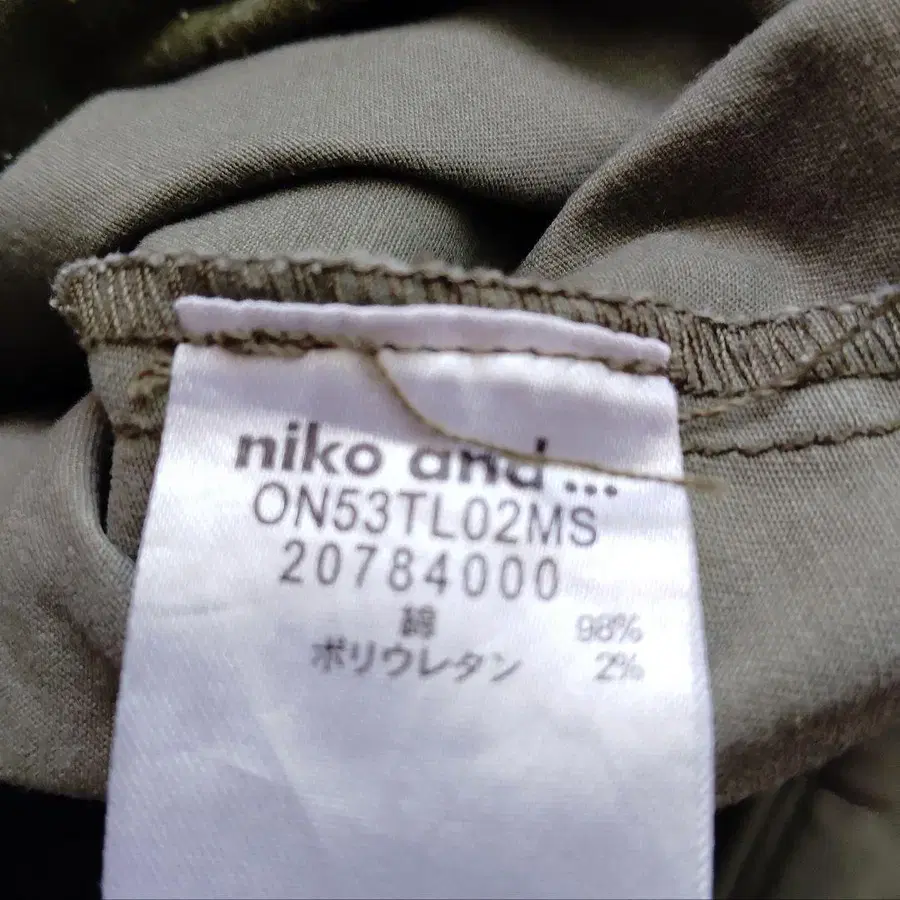 niko and ...
ON53TL02MS
20784000
綿 98%
ポリウレタン 2%